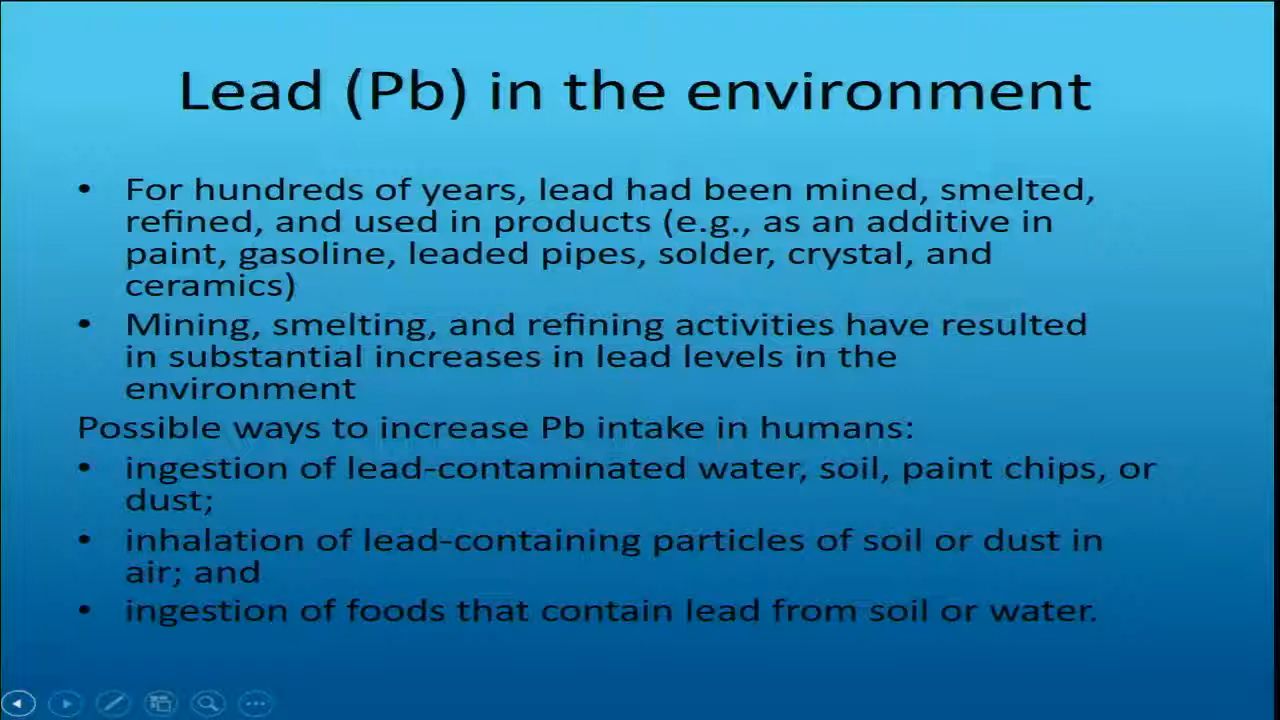 Lead (Pb) in the environment
• For hundreds of years, lead had been mined, smelted,
refined, and used in products (e.g., as an additive in
paint, gasoline, leaded pipes, solder, crystal, and
ceramics)
• Mining, smelting, and refining activities have resulted
in substantial increases in lead levels in the
environment
Possible ways to increase Pb intake in humans:
• ingestion of lead-contaminated water, soil, paint chips, or
dust;
• inhalation of lead-containing particles of soil or dust in
air; and
• ingestion of foods that contain lead from soil or water.